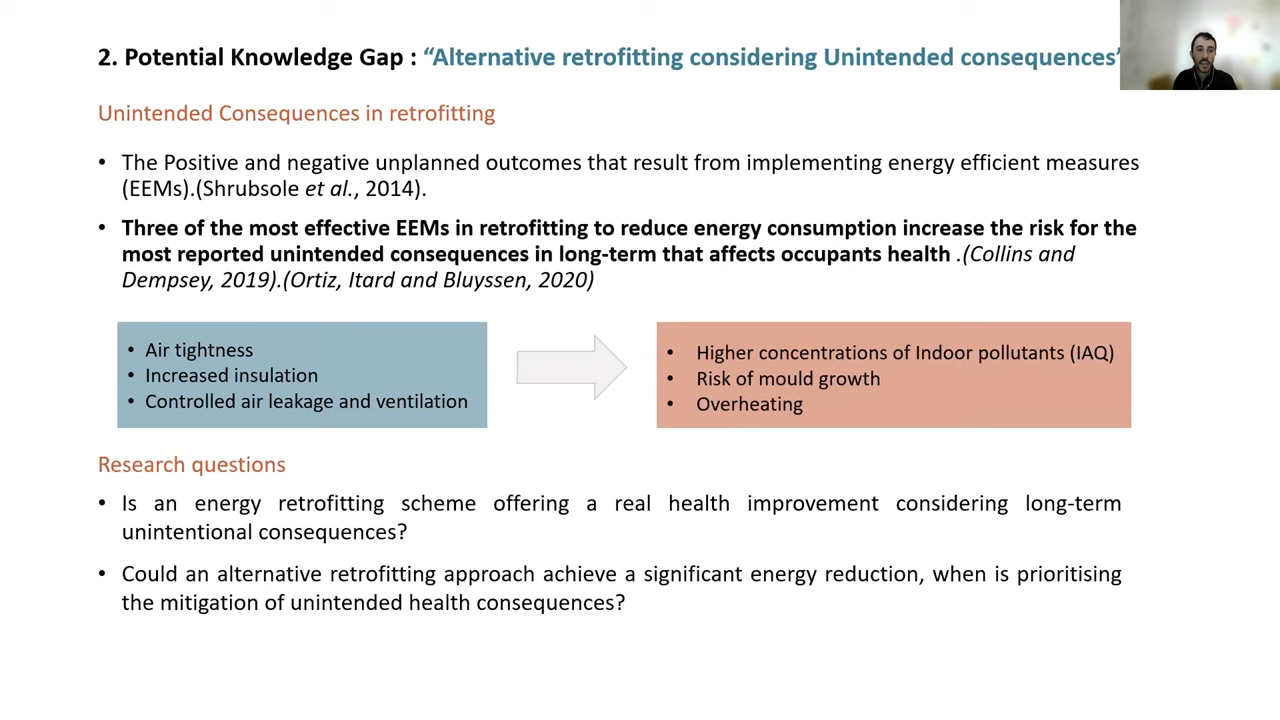 2. Potential Knowledge Gap : “Alternative retrofitting considering Unintended consequences’
Unintended Consequences in retrofitting
• The Positive and negative unplanned outcomes that result from implementing energy efficient measures
(EEMs).(Shrubsole et al., 2014).
• Three of the most effective EEMs in retrofitting to reduce energy consumption increase the risk for the
most reported unintended consequences in long-term that affects occupants health .(Collins and
Dempsey, 2019).(Ortiz, Itard and Bluyssen, 2020)
• Air tightness
• Increased insulation
• Controlled air leakage and ventilation
• Higher concentrations of Indoor pollutants (IAQ)
• Risk of mould growth
• Overheating
Research questions
• Is an energy retrofitting scheme offering a real health improvement considering long-term
unintentional consequences?
• Could an alternative retrofitting approach achieve a significant energy reduction, when is prioritising
the mitigation of unintended health consequences?